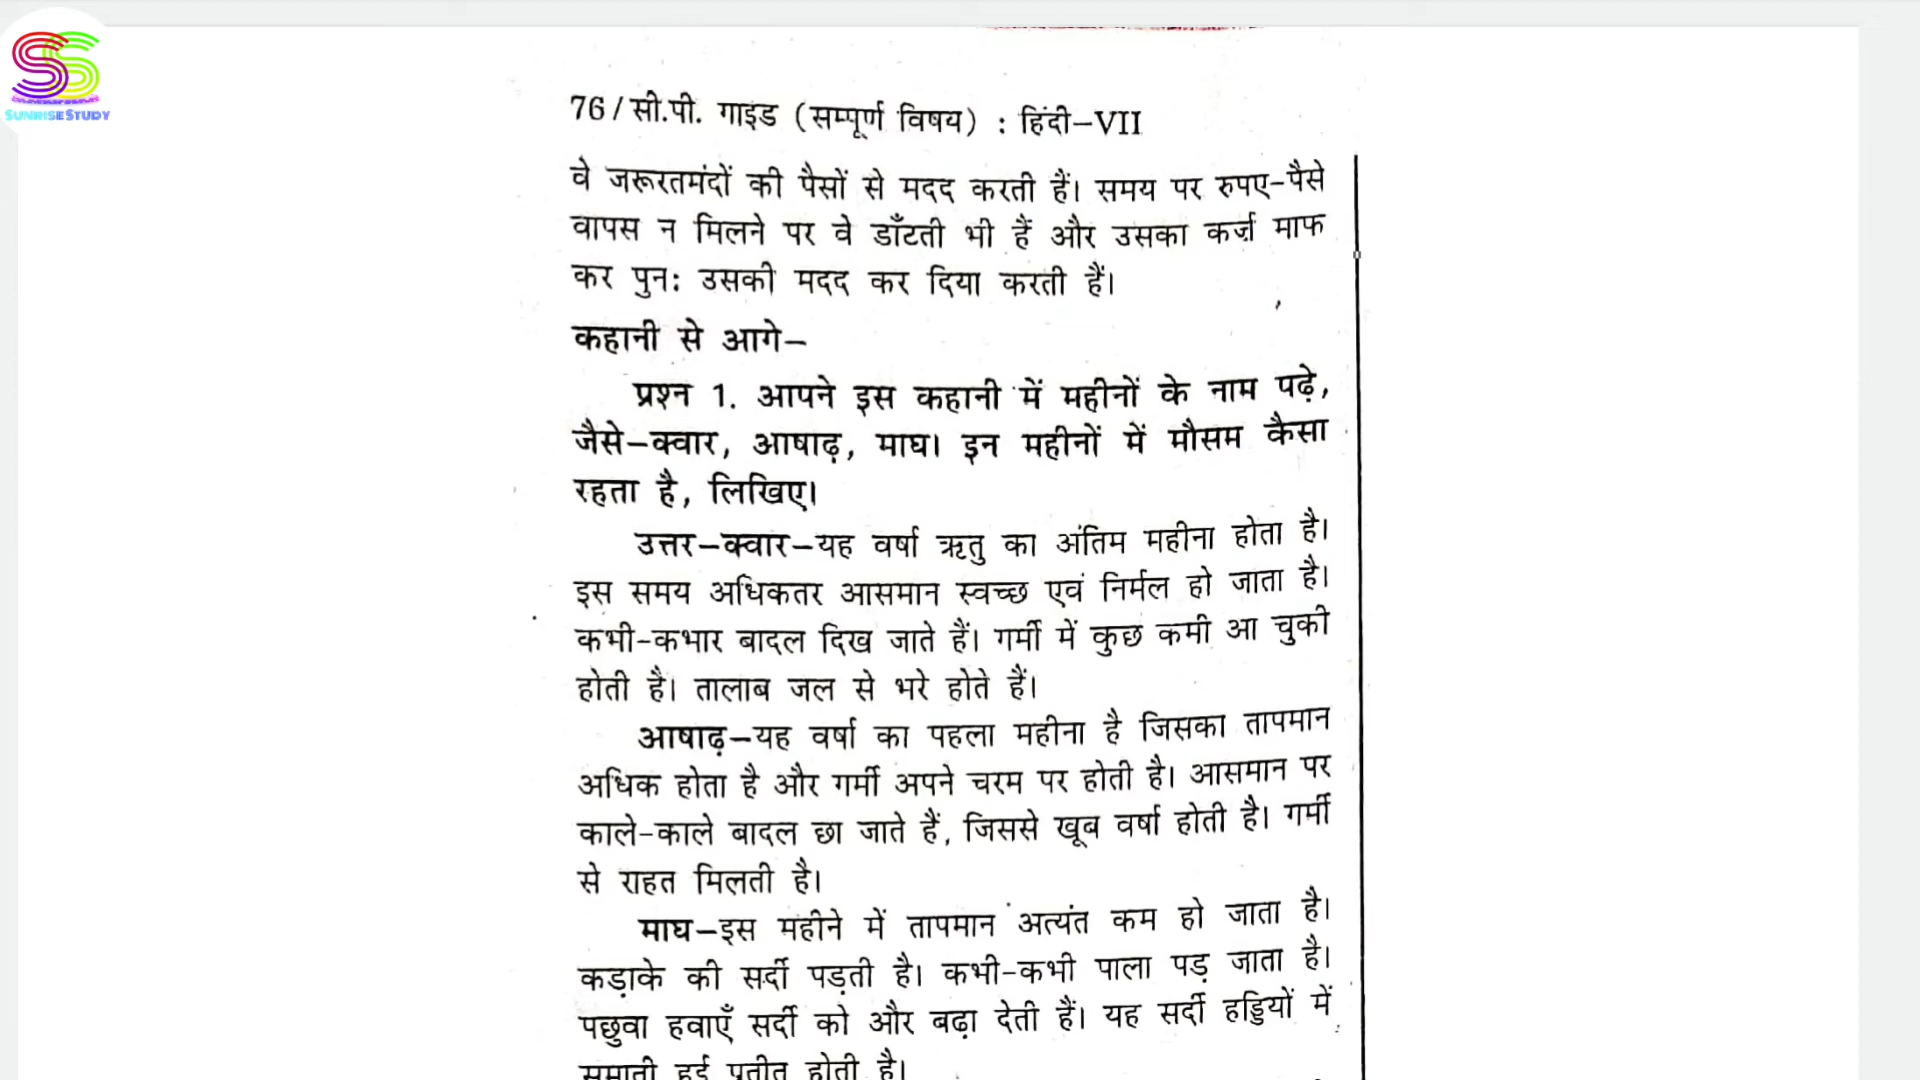 SS
SUNRISE STUDY
76/सी.पी. गाइड (सम्पूर्ण विषय) : हिंदी–VII
वे जरूरतमंदों की पैसों से मदद करती हैं। समय पर रुपए-पैसे
वापस न मिलने पर वे डाँटती भी हैं और उसका कर्ज़ माफ
कर पुनः उसकी मदद कर दिया करती हैं।
कहानी से आगे–
प्रश्न 1. आपने इस कहानी में महीनों के नाम पढ़े,
जैसे–क्वार, आषाढ़, माघ। इन महीनों में मौसम कैसा
रहता है, लिखिए।
उत्तर–क्वार–यह वर्षा ऋतु का अंतिम महीना होता है।
इस समय अधिकतर आसमान स्वच्छ एवं निर्मल हो जाता है।
कभी-कभार बादल दिख जाते हैं। गर्मी में कुछ कमी आ चुकी
होती है। तालाब जल से भरे होते हैं।
आषाढ़–यह वर्षा का पहला महीना है जिसका तापमान
अधिक होता है और गर्मी अपने चरम पर होती है। आसमान पर
काले-काले बादल छा जाते हैं, जिससे खूब वर्षा होती है। गर्मी
से राहत मिलती है।
माघ–इस महीने में तापमान अत्यंत कम हो जाता है।
कड़ाके की सर्दी पड़ती है। कभी-कभी पाला पड़ जाता है।
पछुवा हवाएँ सर्दी को और बढ़ा देती हैं। यह सर्दी हड्डियों में
समाती हुई प्रतीत होती है।